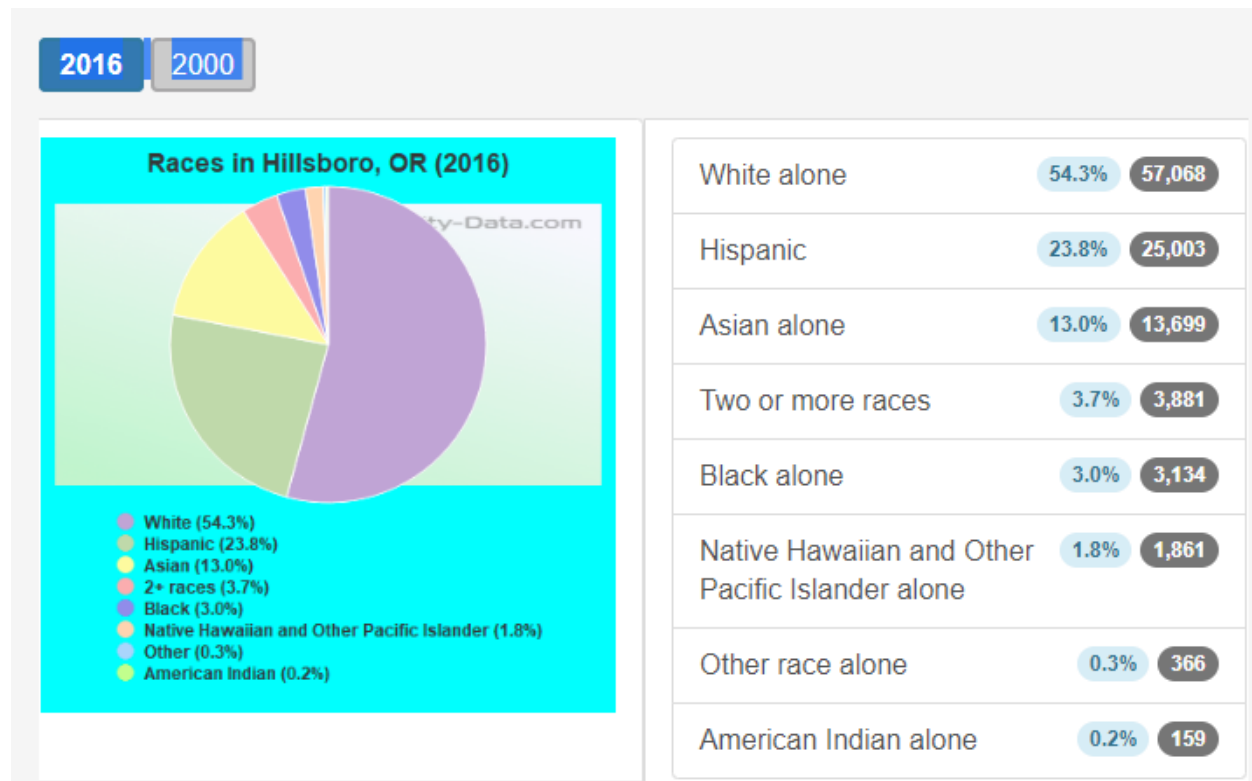 2016 2000
Races in Hillsboro, OR (2016)
ty-Data.com
White (54.3%)
Hispanic (23.8%)
Asian (13.0%)
2+ races (3.7%)
Black (3.0%)
Native Hawaiian and Other Pacific Islander (1.8%)
Other (0.3%)
American Indian (0.2%)
White alone 54.3% 57,068
Hispanic 23.8% 25,003
Asian alone 13.0% 13,699
Two or more races 3.7% 3,881
Black alone 3.0% 3,134
Native Hawaiian and Other 1.8% 1,861
Pacific Islander alone
Other race alone 0.3% 366
American Indian alone 0.2% 159